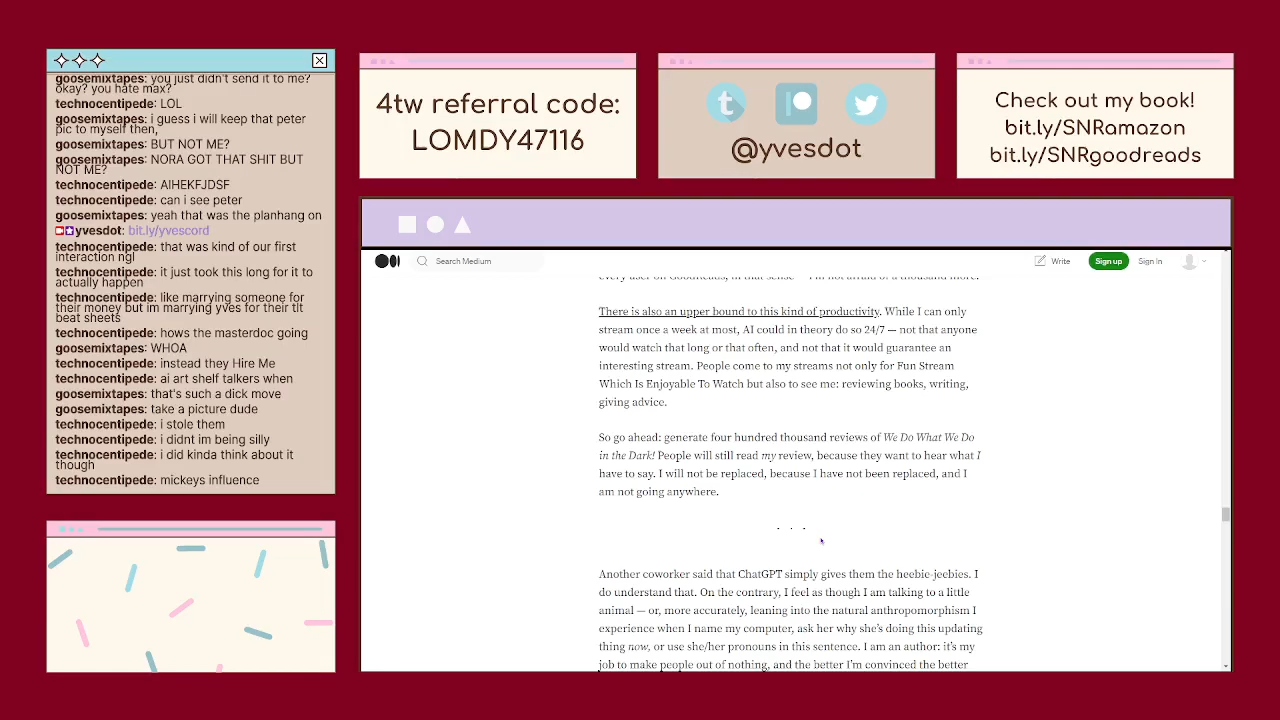 goosemixtapes: you just didn't send it to me?
okay? you hate max?
technocentipede: LOL
goosemixtapes: i guess i will keep that peter
pic to myself then,
goosemixtapes: BUT NOT ME?
goosemixtapes: NORA GOT THAT SHIT BUT
NOT ME?
technocentipede: AIHEKFJDSF
technocentipede: can i see peter
goosemixtapes: yeah that was the planhang on
yvesdot: bit.ly/yvescord
technocentipede: that was kind of our first
interaction ngl
technocentipede: it just took this long for it to
actually happen
technocentipede: like marrying someone for
their money but im marrying yves for their tlt
beat sheets
technocentipede: hows the masterdoc going
goosemixtapes: WHOA
technocentipede: instead they Hire Me
technocentipede: ai art shelf talkers when
goosemixtapes: that's such a dick move
goosemixtapes: take a picture dude
technocentipede: i stole them
technocentipede: i didnt im being silly
technocentipede: i did kinda think about it
though
technocentipede: mickeys influence
4tw referral code:
LOMDY47116
@yvesdot
Check out my book!
bit.ly/SNRamazon
bit.ly/SNRgoodreads
Search Medium
Write
Sign up
Sign In
every user on Goodreads, in that sense — I'm not afraid of a thousand more.
There is also an upper bound to this kind of productivity. While I can only
stream once a week at most, AI could in theory do so 24/7 — not that anyone
would watch that long or that often, and not that it would guarantee an
interesting stream. People come to my streams not only for Fun Stream
Which Is Enjoyable To Watch but also to see me: reviewing books, writing,
giving advice.
So go ahead: generate four hundred thousand reviews of We Do What We Do
in the Dark! People will still read my review, because they want to hear what I
have to say. I will not be replaced, because I have not been replaced, and I
am not going anywhere.
. . .
Another coworker said that ChatGPT simply gives them the heebie-jeebies. I
do understand that. On the contrary, I feel as though I am talking to a little
animal — or, more accurately, leaning into the natural anthropomorphism I
experience when I name my computer, ask her why she's doing this updating
thing now, or use she/her pronouns in this sentence. I am an author: it's my
job to make people out of nothing, and the better I'm convinced the better